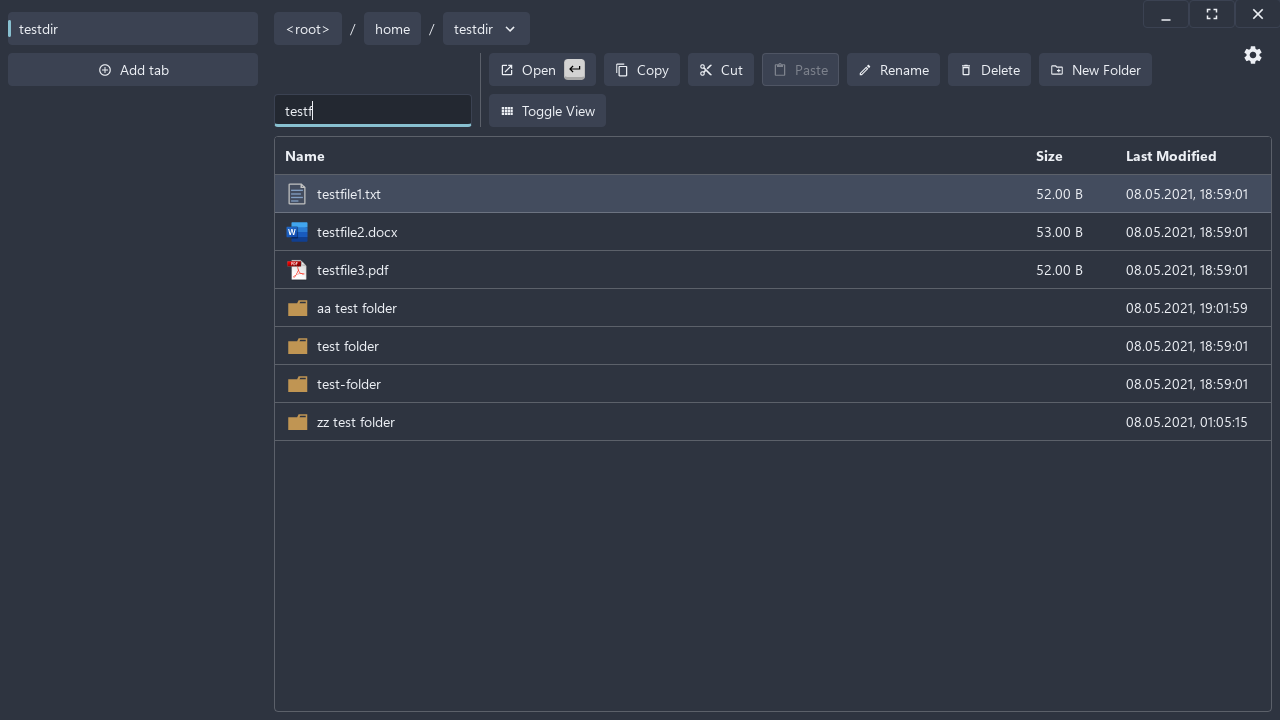 testdir
<root> / home / testdir
Add tab
Open Copy Cut Paste Rename Delete New Folder
testf Toggle View
Name Size Last Modified
testfile1.txt 52.00 B 08.05.2021, 18:59:01
testfile2.docx 53.00 B 08.05.2021, 18:59:01
testfile3.pdf 52.00 B 08.05.2021, 18:59:01
aa test folder 08.05.2021, 19:01:59
test folder 08.05.2021, 18:59:01
test-folder 08.05.2021, 18:59:01
zz test folder 08.05.2021, 01:05:15